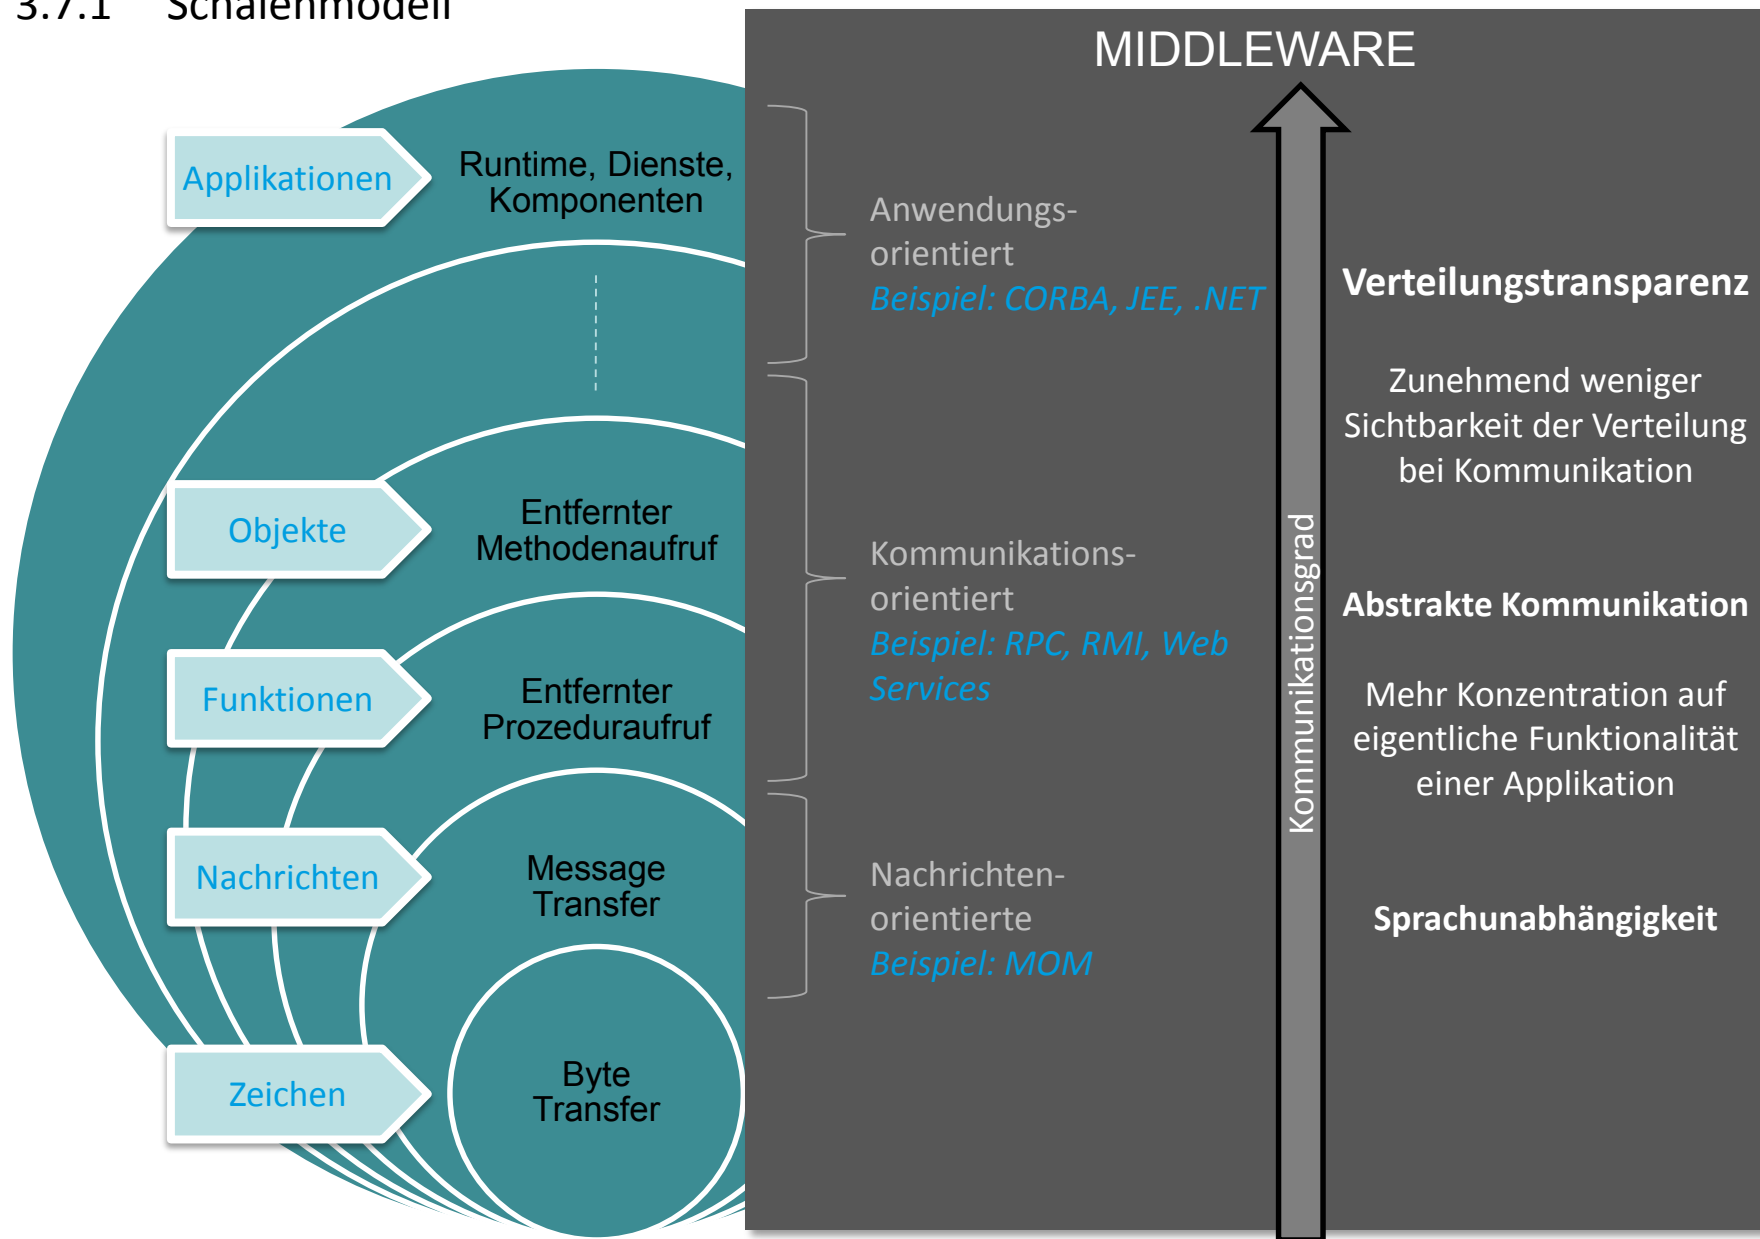 3.7.1 Schalenmodell
MIDDLEWARE
Applikationen
Runtime, Dienste,
Komponenten
Objekte
Entfernter
Methodenaufruf
Funktionen
Entfernter
Prozeduraufruf
Nachrichten
Message
Transfer
Zeichen
Byte
Transfer
Anwendungs-
orientiert
Beispiel: CORBA, JEE, .NET
Kommunikations-
orientiert
Beispiel: RPC, RMI, Web
Services
Nachrichten-
orientierte
Beispiel: MOM
Kommunikationsgrad
Verteilungstransparenz
Zunehmend weniger
Sichtbarkeit der Verteilung
bei Kommunikation
Abstrakte Kommunikation
Mehr Konzentration auf
eigentliche Funktionalität
einer Applikation
Sprachunabhängigkeit